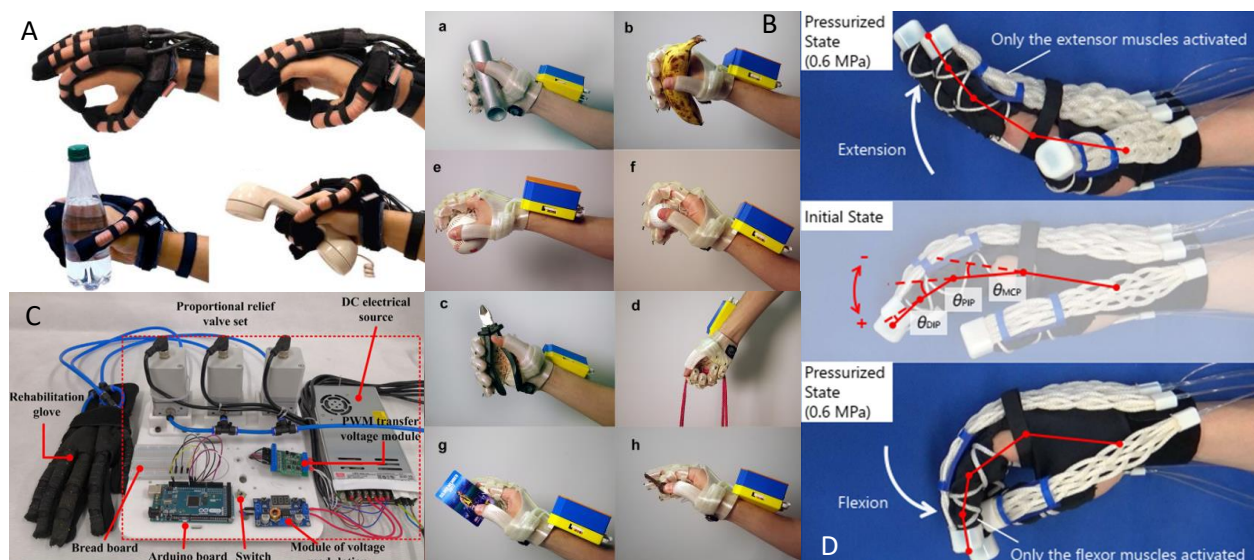 A
a
b
B
e
f
c
d
g
h
C
Proportional relief
valve set
DC electrical
source
Rehabilitation
glove
PWM transfer
voltage module
Bread board
Arduino board
Switch
Module of voltage
Pressurized
State
(0.6 MPa)
Only the extensor muscles activated
Extension
Initial State
-
+
θDIP
θPIP
θMCP
Pressurized
State
(0.6 MPa)
Flexion
Only the flexor muscles activated
D